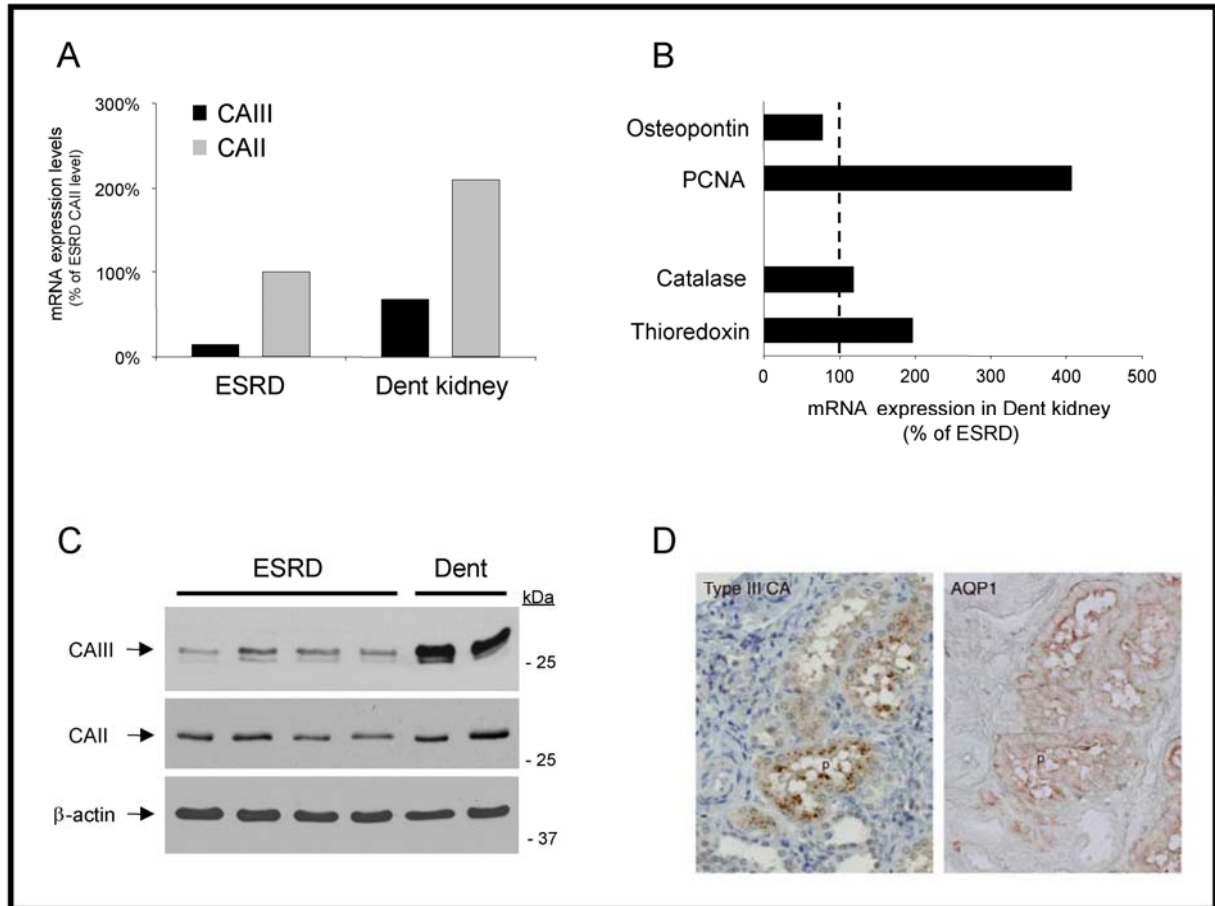 A
300%
200%
100%
0%
mRNA expression levels
(% of ESRD CAII level)
CAIII
CAII
ESRD
Dent kidney
B
Osteopontin
PCNA
Catalase
Thioredoxin
0
100
200
300
400
500
mRNA expression in Dent kidney
(% of ESRD)
C
ESRD
Dent
kDa
CAIII
- 25
CAII
- 25
β-actin
- 37
D
Type III CA
p
AQP1
p